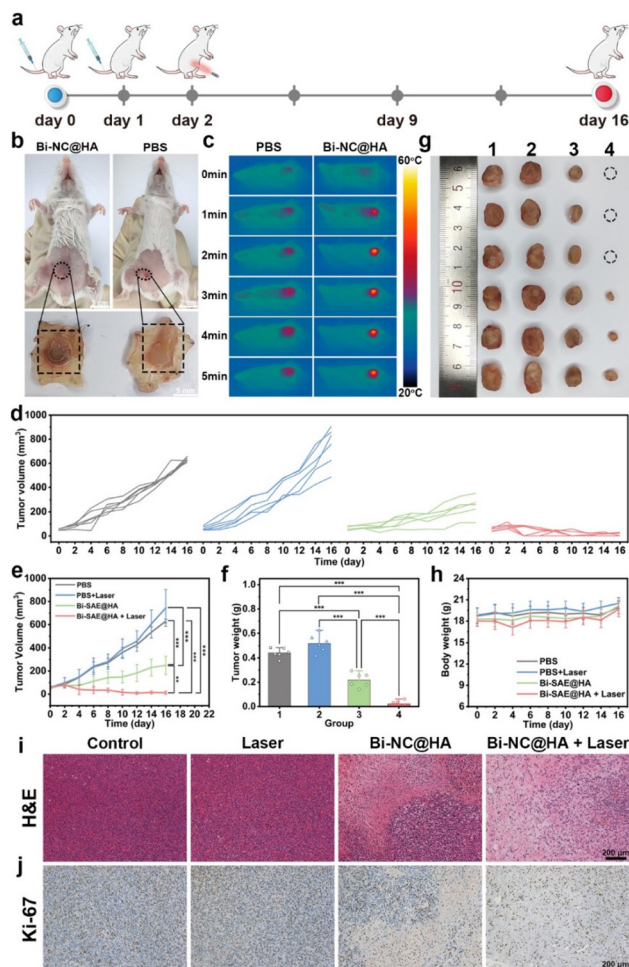 a
day 0 day 1 day 2 day 9 day 16
b Bi-NC@HA PBS
c PBS Bi-NC@HA
0min
1min
2min
3min
4min
5min
60°C
20°C
g 1 2 3 4
d
Tumor volume (mm³)
1000
800
600
400
200
0
0 2 4 6 8 10 12 14 16 0 2 4 6 8 10 12 14 16 0 2 4 6 8 10 12 14 16 0 2 4 6 8 10 12 14 16
Time (day) Time (day) Time (day) Time (day)
e
Tumor Volume (mm³)
1000
800
600
400
200
0
PBS
PBS+Laser
Bi-SAE@HA
Bi-SAE@HA + Laser
***
***
***
***
**
0 2 4 6 8 10 12 14 16 18 20 22
Time (day)
f
Tumor weight (g)
0.9
0.6
0.3
0.0
***
***
***
***
***
1 2 3 4
Group
h
Body weight (g)
21
18
15
12
9
6
PBS
PBS+Laser
Bi-SAE@HA
Bi-SAE@HA + Laser
0 2 4 6 8 10 12 14 16
Time (day)
i Control Laser Bi-NC@HA Bi-NC@HA + Laser
H&E
200 μm
j
Ki-67
200 μm